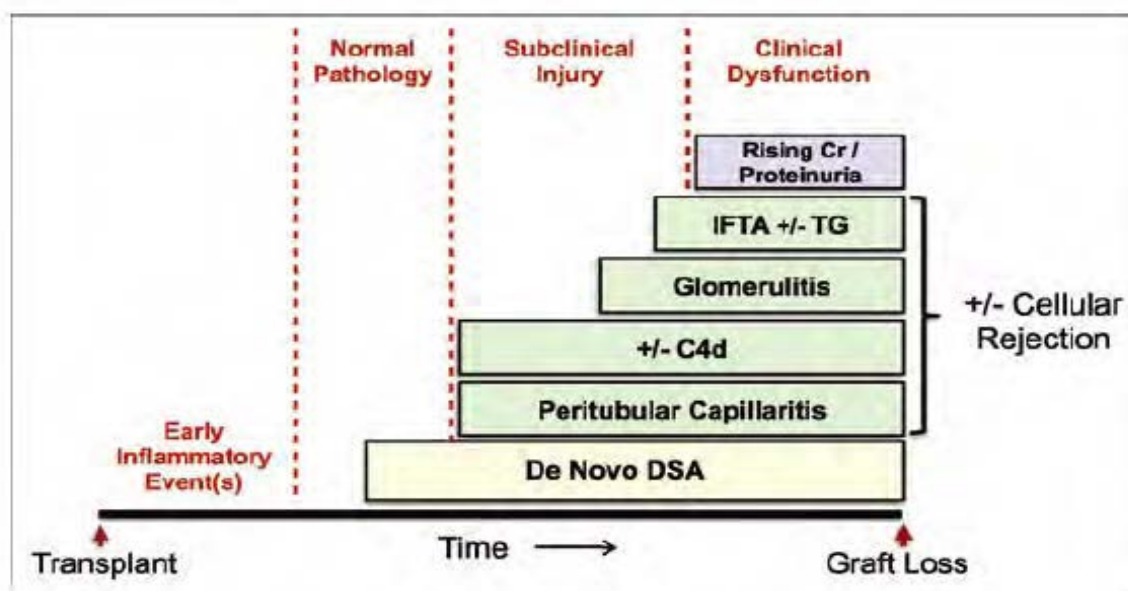 Normal
Pathology
Subclinical
Injury
Clinical
Dysfunction
Rising Cr /
Proteinuria
IFTA +/- TG
Glomerulitis
+/- C4d
Peritubular Capillaritis
+/- Cellular
Rejection
Early
Inflammatory
Event(s)
De Novo DSA
Transplant
Time
Graft Loss